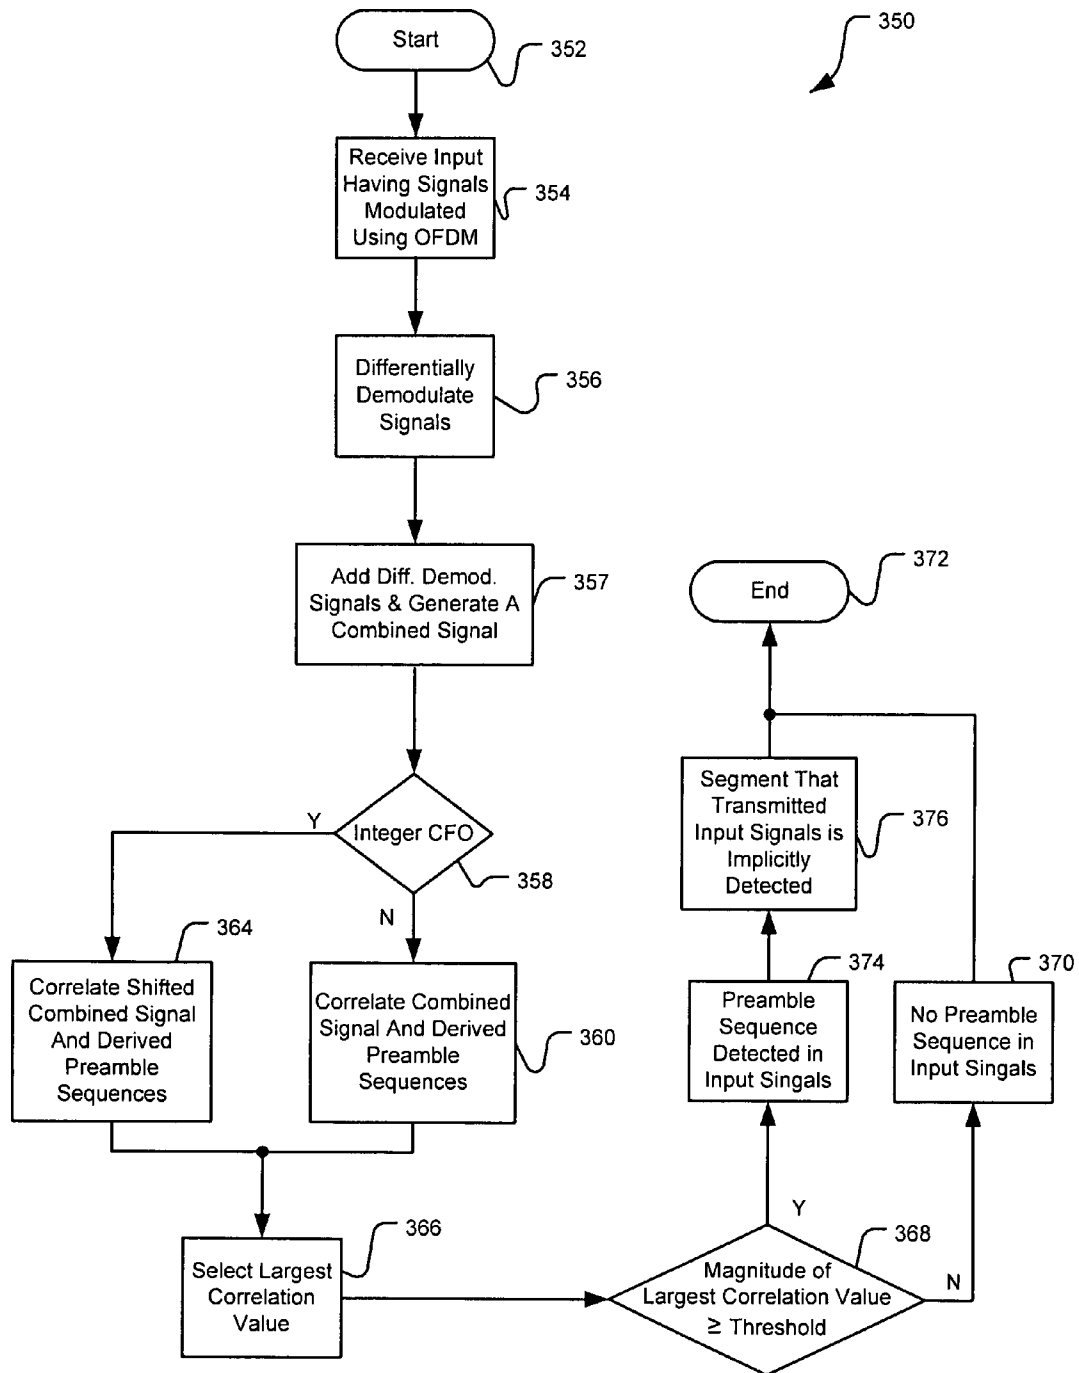 Start
352
350
Receive Input
Having Signals
Modulated
Using OFDM
354
Differentially
Demodulate
Signals
356
Add Diff. Demod.
Signals & Generate A
Combined Signal
357
End
372
Integer CFO
Y
N
358
Segment That
Transmitted
Input Signals is
Implicitly
Detected
376
364
Correlate Shifted
Combined Signal
And Derived
Preamble
Sequences
Correlate Combined
Signal And Derived
Preamble
Sequences
360
374
Preamble
Sequence
Detected in
Input Singals
370
No Preamble
Sequence in
Input Singals
366
Select Largest
Correlation
Value
Y
368
Magnitude of
Largest Correlation Value
≥ Threshold
N